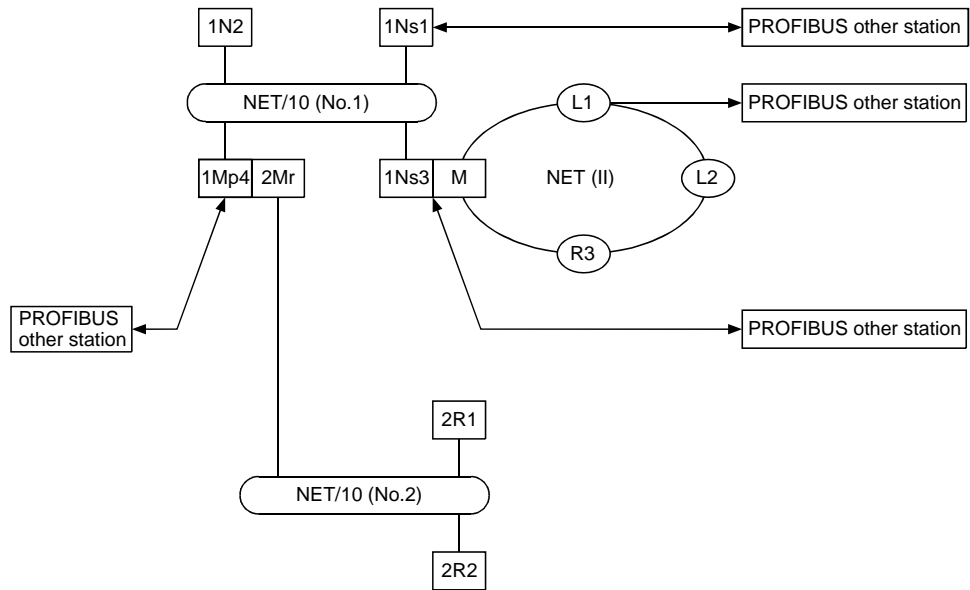 1N2
1Ns1
PROFIBUS other station
NET/10 (No.1)
L1
PROFIBUS other station
1Mp4
2Mr
1Ns3
M
NET (II)
L2
R3
PROFIBUS
other station
PROFIBUS other station
2R1
NET/10 (No.2)
2R2